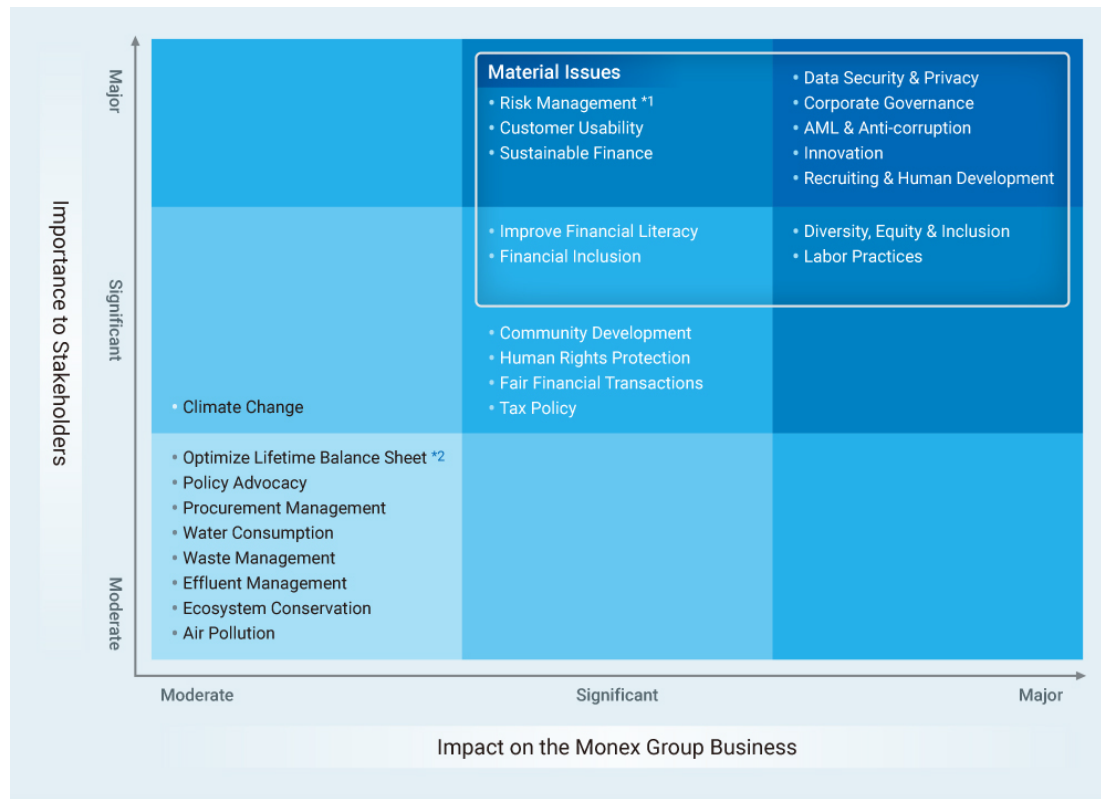 Importance to Stakeholders
Major
Significant
Moderate
Material Issues
• Risk Management *1
• Customer Usability
• Sustainable Finance
• Data Security & Privacy
• Corporate Governance
• AML & Anti-corruption
• Innovation
• Recruiting & Human Development
• Improve Financial Literacy
• Financial Inclusion
• Diversity, Equity & Inclusion
• Labor Practices
• Community Development
• Human Rights Protection
• Fair Financial Transactions
• Tax Policy
• Climate Change
• Optimize Lifetime Balance Sheet *2
• Policy Advocacy
• Procurement Management
• Water Consumption
• Waste Management
• Effluent Management
• Ecosystem Conservation
• Air Pollution
Moderate
Significant
Major
Impact on the Monex Group Business